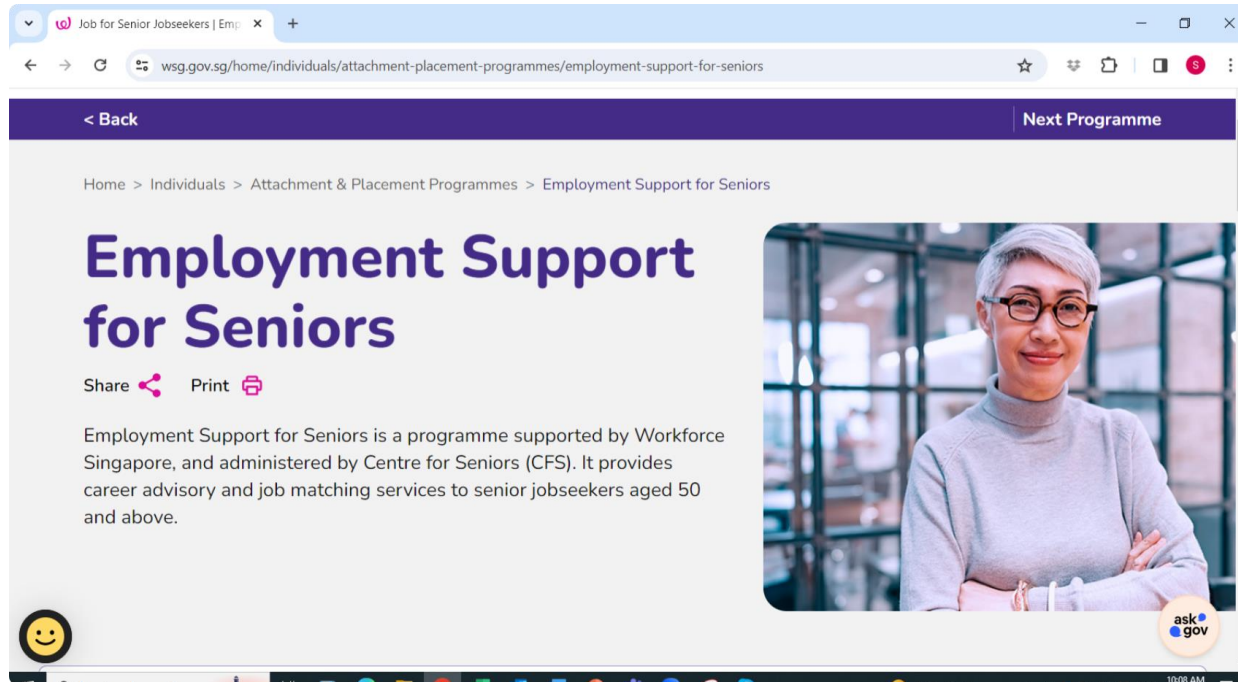 Job for Senior Jobseekers | Emp
wsg.gov.sg/home/individuals/attachment-placement-programmes/employment-support-for-seniors
S
< Back
Next Programme
Home > Individuals > Attachment & Placement Programmes > Employment Support for Seniors
Employment Support
for Seniors
Share
Print
Employment Support for Seniors is a programme supported by Workforce
Singapore, and administered by Centre for Seniors (CFS). It provides
career advisory and job matching services to senior jobseekers aged 50
and above.
ask
gov
10:08 AM